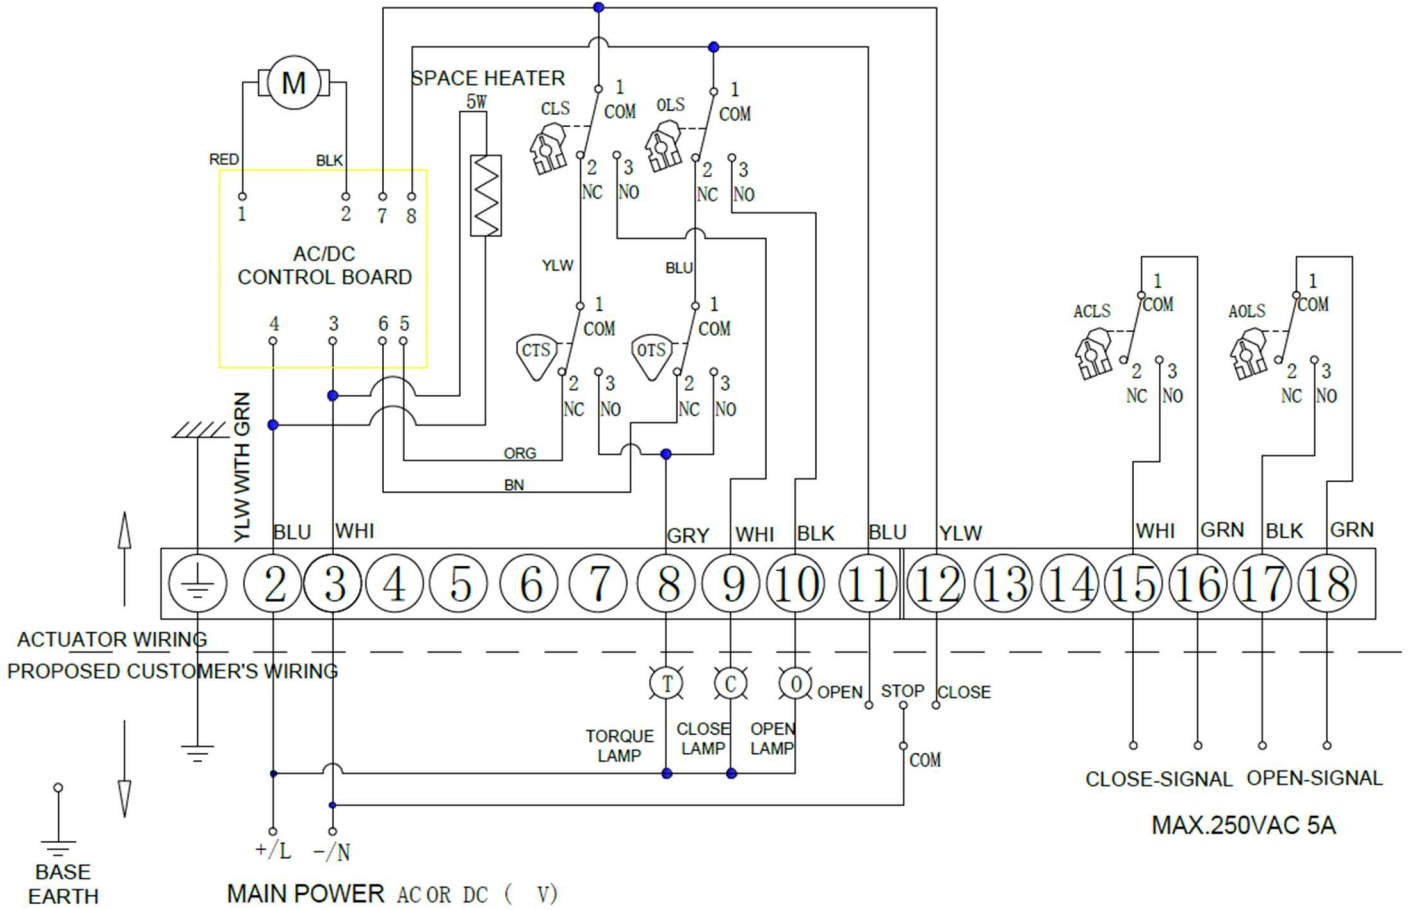 SPACE HEATER
5W
M
RED
BLK
1
2
7
8
AC/DC
CONTROL BOARD
4
3
6
5
CLS
1
COM
2
NC
3
NO
OLS
1
COM
2
NC
3
NO
YLW
BLU
CTS
1
COM
2
NC
3
NO
OTS
1
COM
2
NC
3
NO
ORG
BN
ACLS
1
COM
2
NC
3
NO
AOLS
1
COM
2
NC
3
NO
YLW WITH GRN
BLU
WHI
GRY
WHI
BLK
BLU
YLW
WHI
GRN
BLK
GRN
2
3
4
5
6
7
8
9
10
11
12
13
14
15
16
17
18
ACTUATOR WIRING
PROPOSED CUSTOMER'S WIRING
T
C
O
OPEN
STOP
CLOSE
TORQUE
LAMP
CLOSE
LAMP
OPEN
LAMP
COM
CLOSE-SIGNAL
OPEN-SIGNAL
MAX.250VAC 5A
+/L
-/N
BASE
EARTH
MAIN POWER AC OR DC ( V)